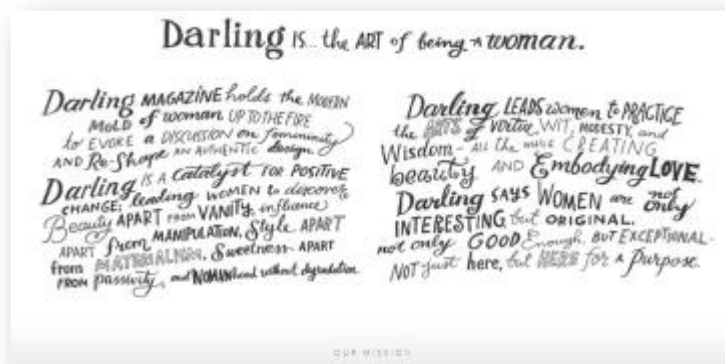 Darling IS... the ART of being a woman.
Darling MAGAZINE holds the MODERN
MOLD of woman UP TO THE FIRE
to EVOKE a DISCUSSION on femininity
AND Re-Shape AN AUTHENTIC design.
Darling IS A Catalyst FOR POSITIVE
CHANGE; leading WOMEN to discover
Beauty APART FROM VANITY, influence
APART from MANIPULATION, Style APART
from MATERIALISM, Sweetness APART
FROM passivity, and WOMANhood without degradation
Darling LEADS women to PRACTICE
the ARTS of Virtue, WIT, MODESTY, and
Wisdom - ALL the while CREATING
beauty AND Embodying LOVE.
Darling SAYS WOMEN are not only
INTERESTING but ORIGINAL.
not only GOOD Enough, BUT EXCEPTIONAL-
NOT just here, but HERE for a Purpose.
OUR MISSION